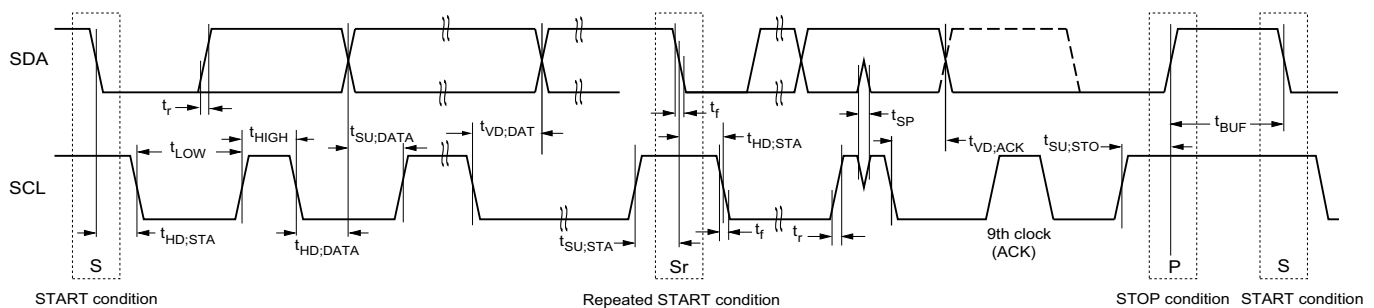 SDA
tr
tLOW
tHIGH
tSU;DATA
tVD;DAT
tf
tHD;STA
tSP
tVD;ACK
tSU;STO
tBUF
SCL
tHD;STA
tHD;DATA
tSU;STA
tf
tr
9th clock
(ACK)
S
Sr
P
S
START condition
Repeated START condition
STOP condition
START condition